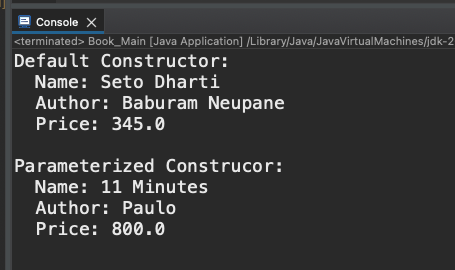 Console
<terminated> Book_Main [Java Application] /Library/Java/JavaVirtualMachines/jdk-2
Default Constructor:
Name: Seto Dharti
Author: Baburam Neupane
Price: 345.0
Parameterized Construcor:
Name: 11 Minutes
Author: Paulo
Price: 800.0